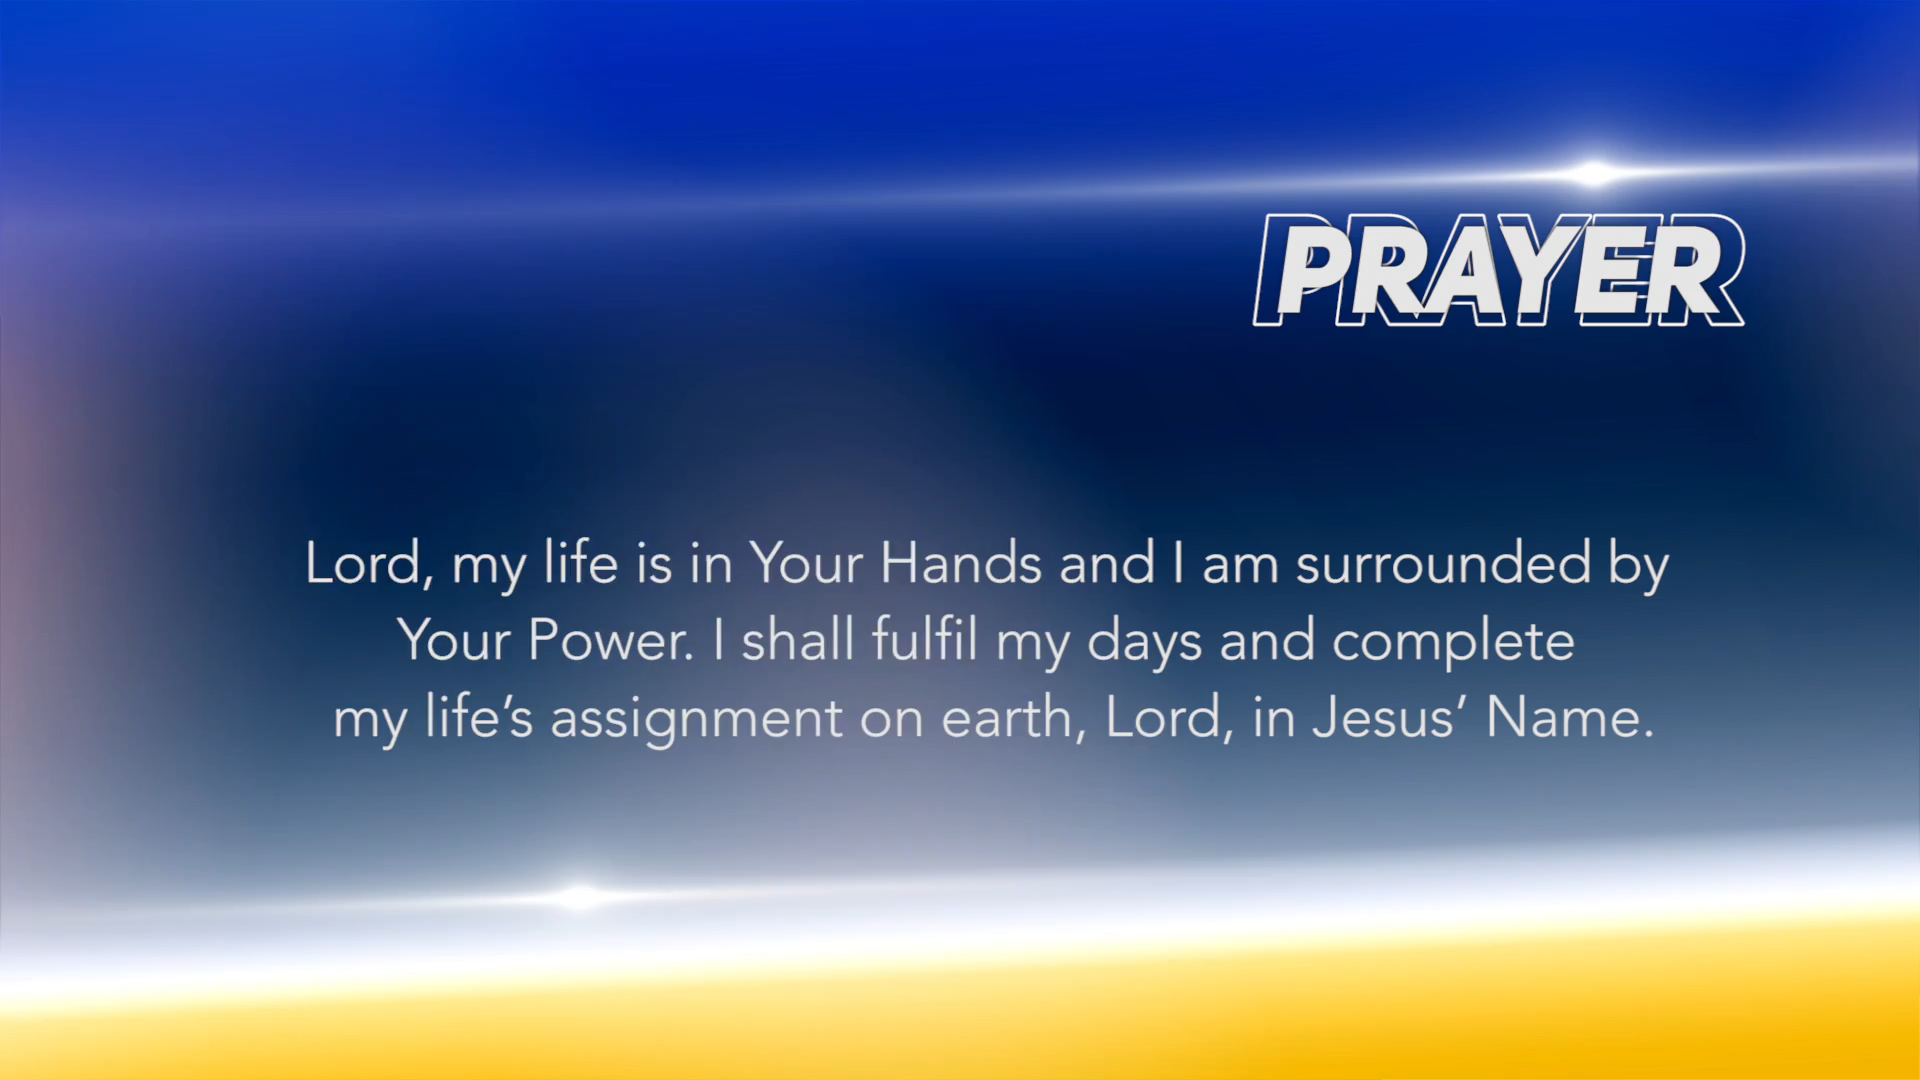 PRAYER
Lord, my life is in Your Hands and I am surrounded by
Your Power. I shall fulfil my days and complete
my life’s assignment on earth, Lord, in Jesus’ Name.